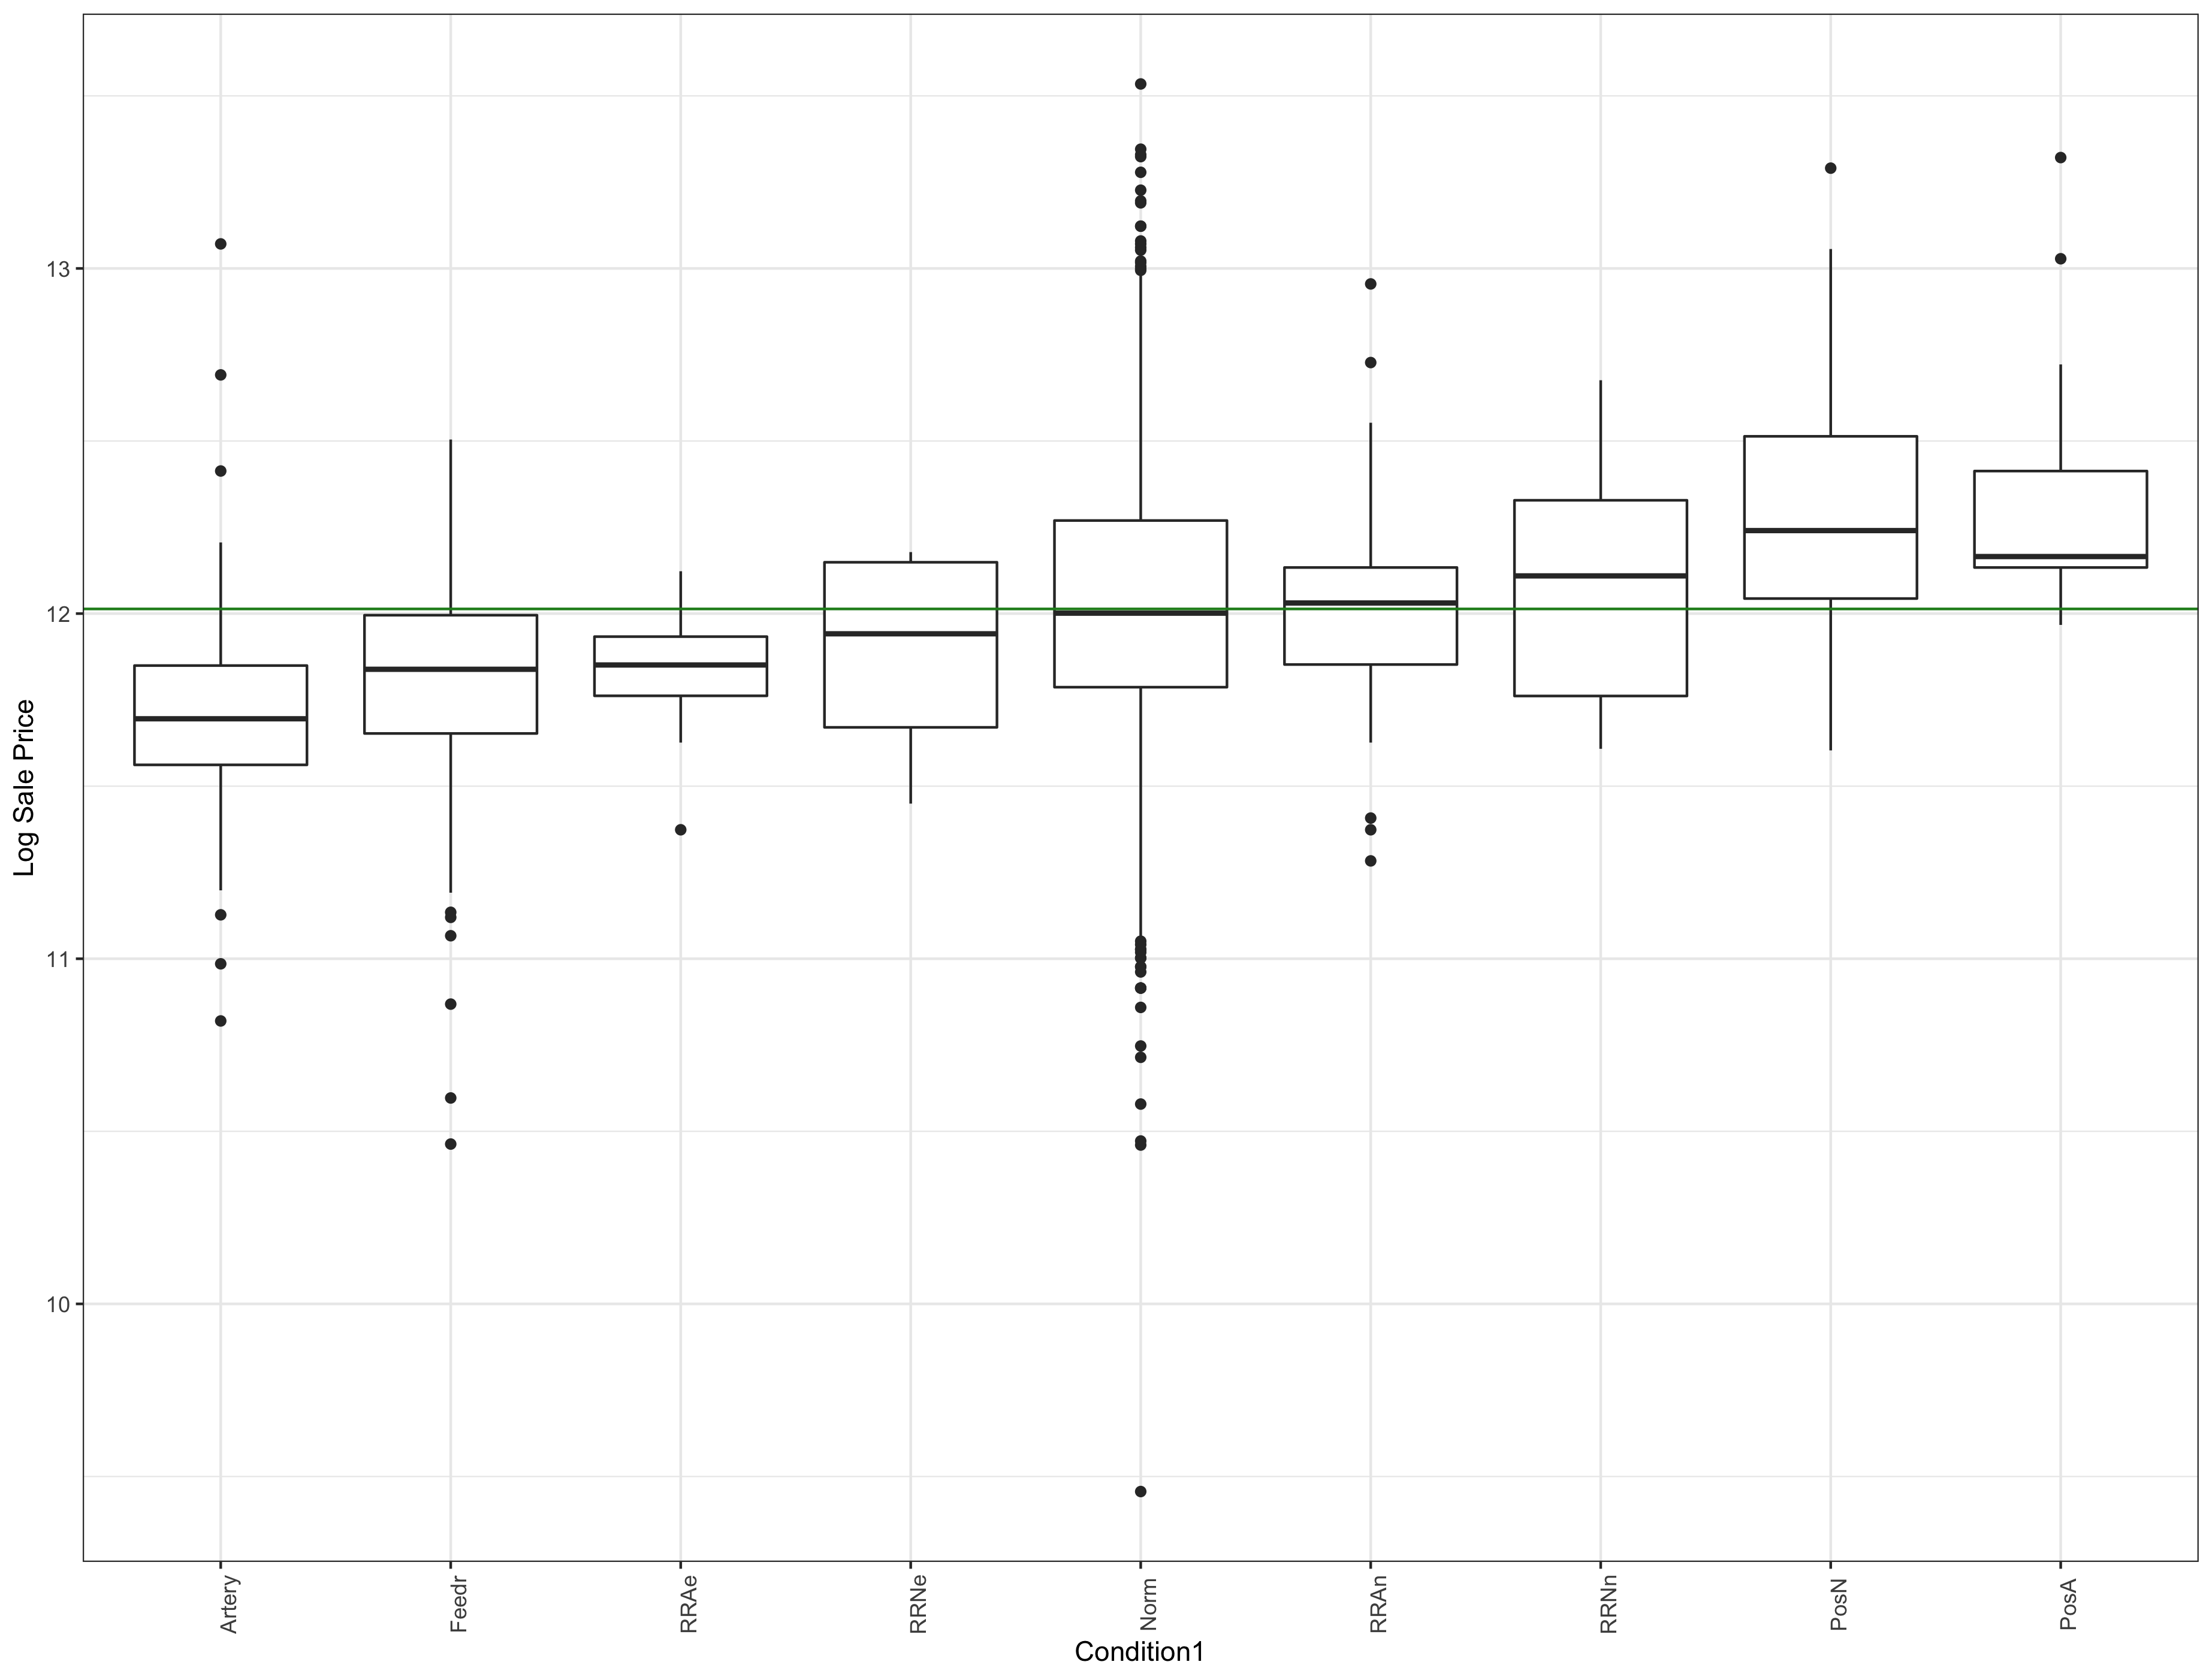 Log Sale Price
13
12
11
10
Artery
Feedr
RRAe
RRNe
Norm
RRAn
RRNn
PosN
PosA
Condition1